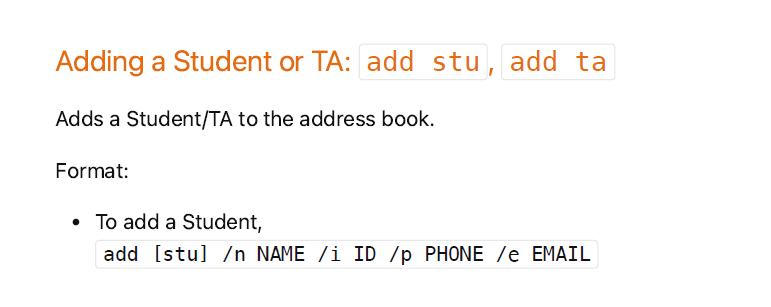 Adding a Student or TA: add stu, add ta
Adds a Student/TA to the address book.
Format:
• To add a Student,
add [stu] /n NAME /i ID /p PHONE /e EMAIL